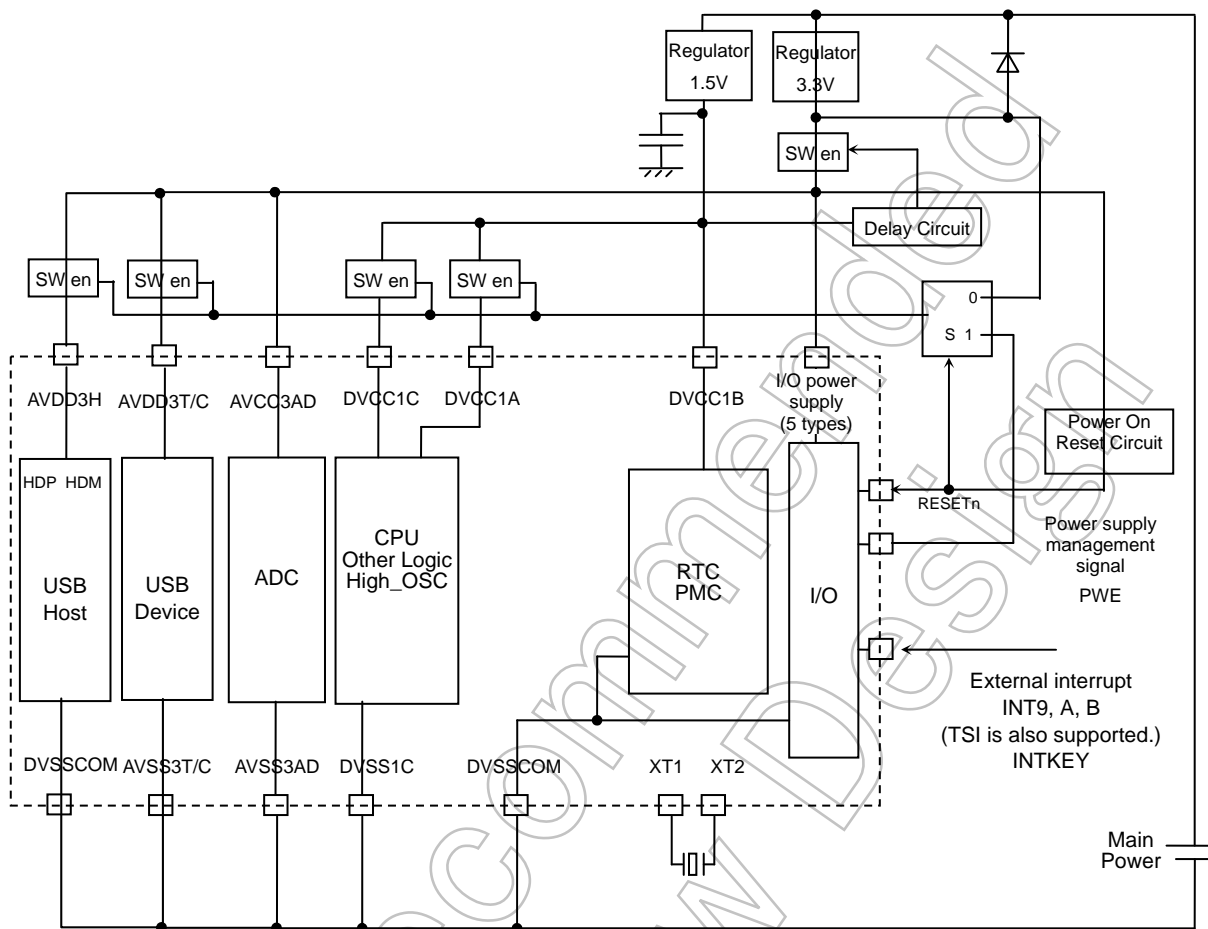 Regulator
1.5V
Regulator
3.3V
SW en
Delay Circuit
SW en
SW en
SW en
SW en
0
S 1
AVDD3H
AVDD3T/C
AVCC3AD
DVCC1C
DVCC1A
DVCC1B
I/O power
supply
(5 types)
Power On
Reset Circuit
HDP HDM
USB
Host
USB
Device
ADC
CPU
Other Logic
High_OSC
RTC
PMC
I/O
RESETn
Power supply
management
signal
PWE
External interrupt
INT9, A, B
(TSI is also supported.)
INTKEY
DVSSCOM
AVSS3T/C
AVSS3AD
DVSS1C
DVSSCOM
XT1
XT2
Main
Power
ecommended
w Design